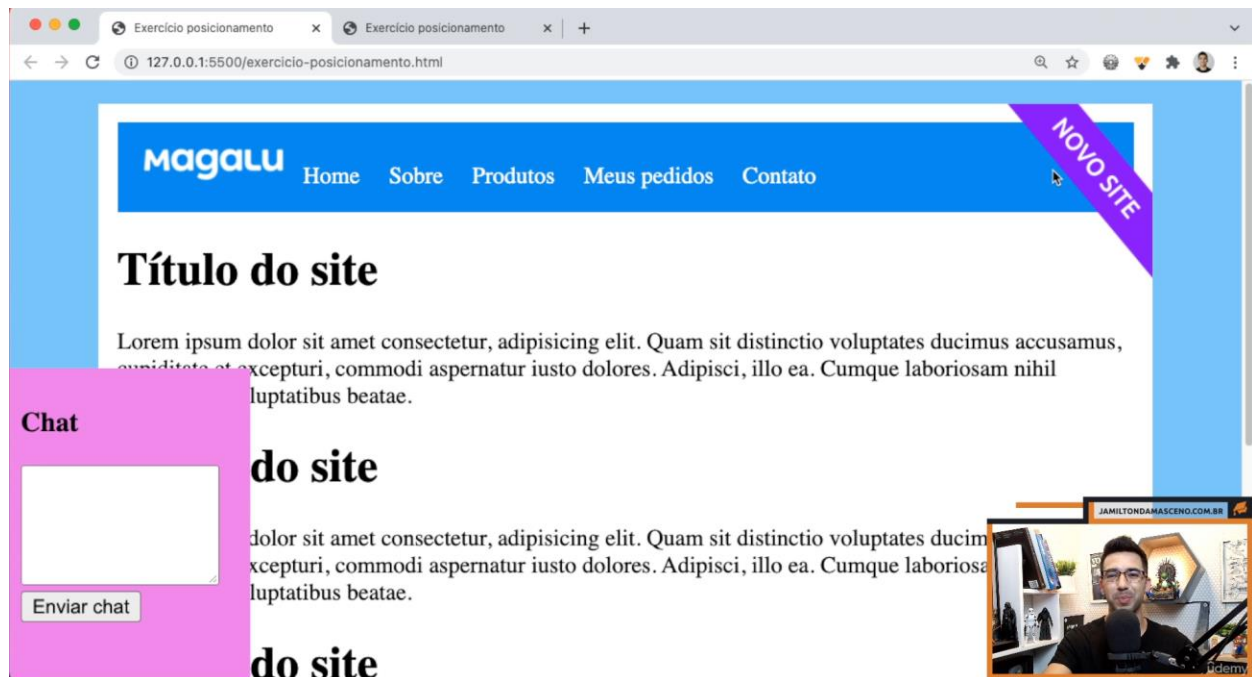 Exercício posicionamento
Exercício posicionamento
127.0.0.1:5500/exercicio-posicionamento.html
Magalu
Home Sobre Produtos Meus pedidos Contato
NOVO SITE
Título do site
Lorem ipsum dolor sit amet consectetur, adipisicing elit. Quam sit distinctio voluptates ducimus accusamus,
cupiditate et excepturi, commodi aspernatur iusto dolores. Adipisci, illo ea. Cumque laboriosam nihil
luptatibus beatae.
Chat
do site
dolor sit amet consectetur, adipisicing elit. Quam sit distinctio voluptates ducim
xcepturi, commodi aspernatur iusto dolores. Adipisci, illo ea. Cumque laboriosa
luptatibus beatae.
Enviar chat
do site
JAMILTONDAMASCENO.COM.BR
ûdemy